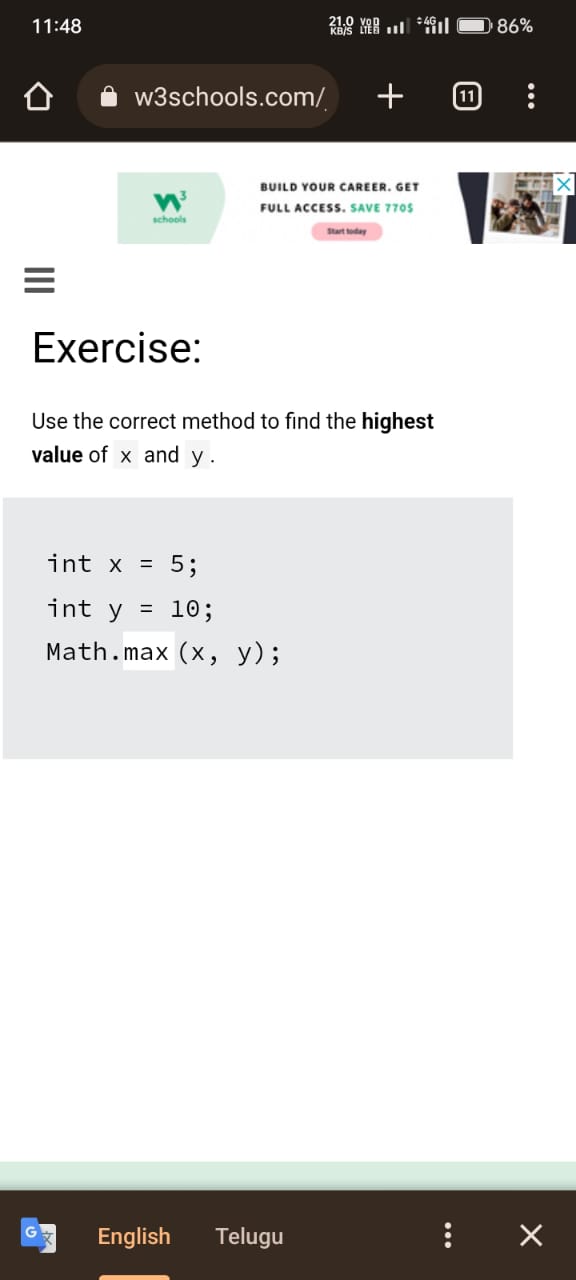 11:48 21.0 KB/S VoD LTE 4G 86%
w3schools.com/ 11
W3 schools
BUILD YOUR CAREER. GET
FULL ACCESS. SAVE 770$
Start today
Exercise:
Use the correct method to find the highest
value of x and y.
int x = 5;
int y = 10;
Math.max(x, y);
G 文 English Telugu